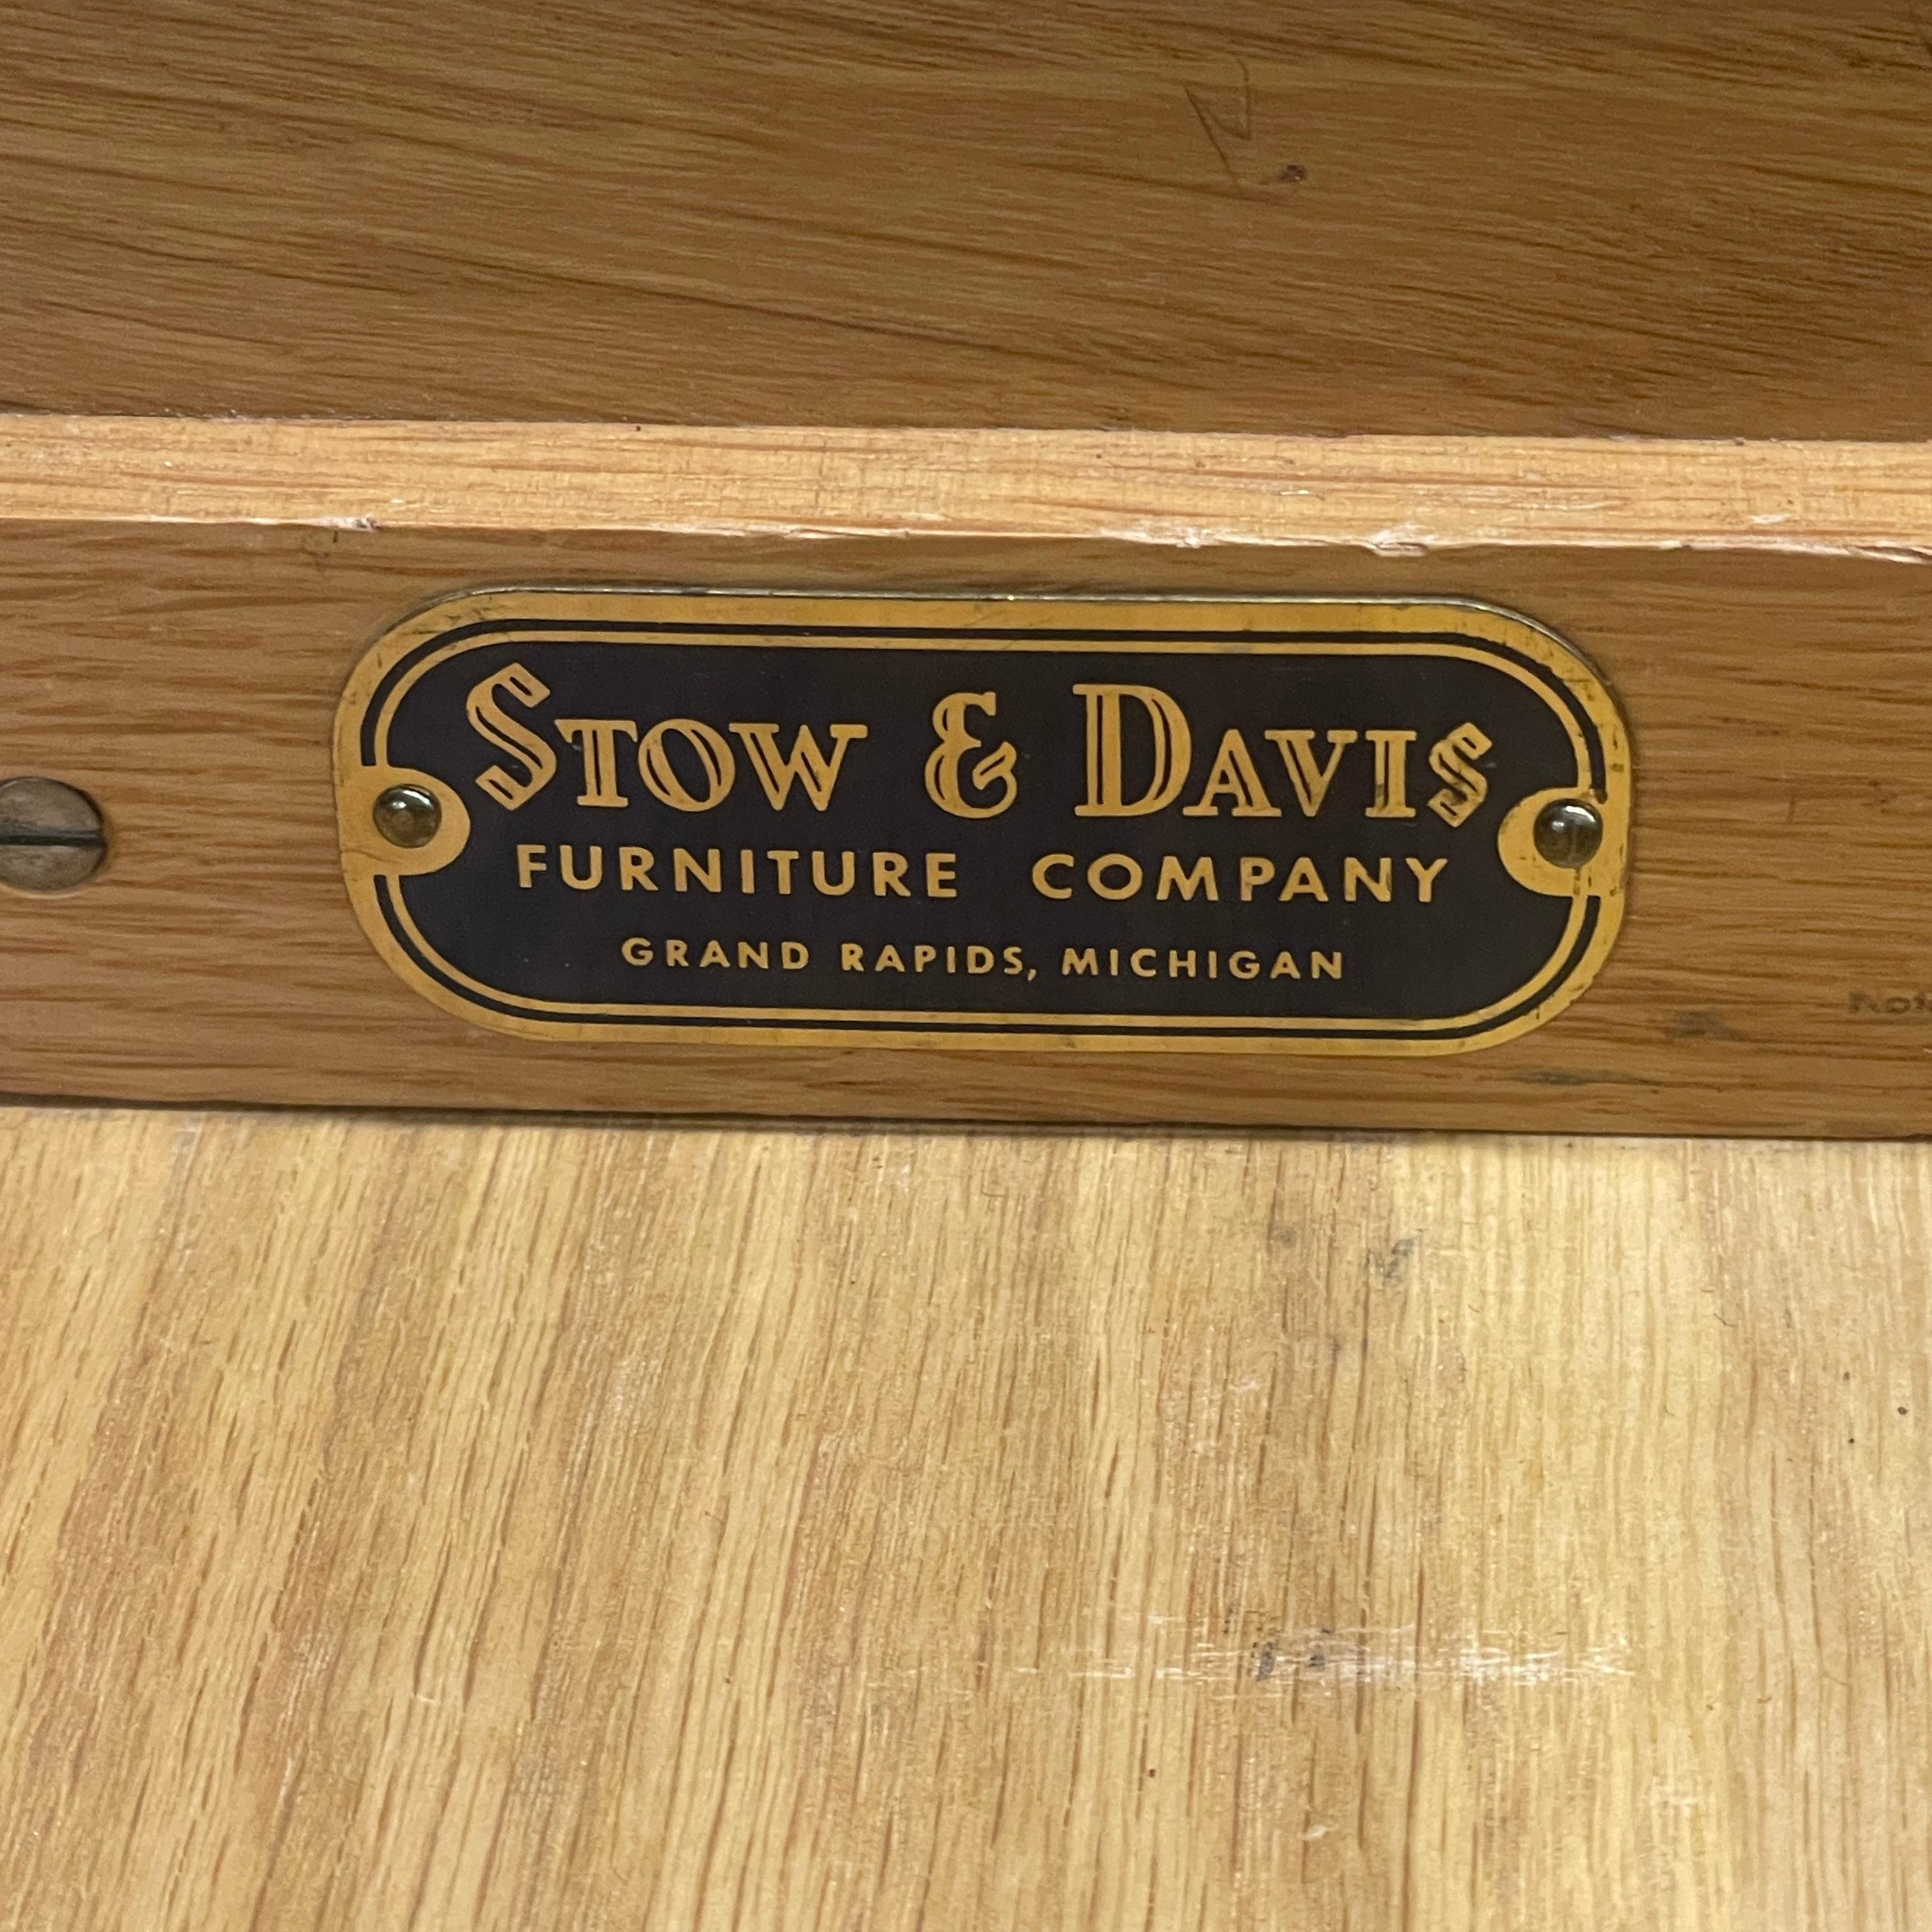 STOW & DAVIS
FURNITURE COMPANY
GRAND RAPIDS, MICHIGAN